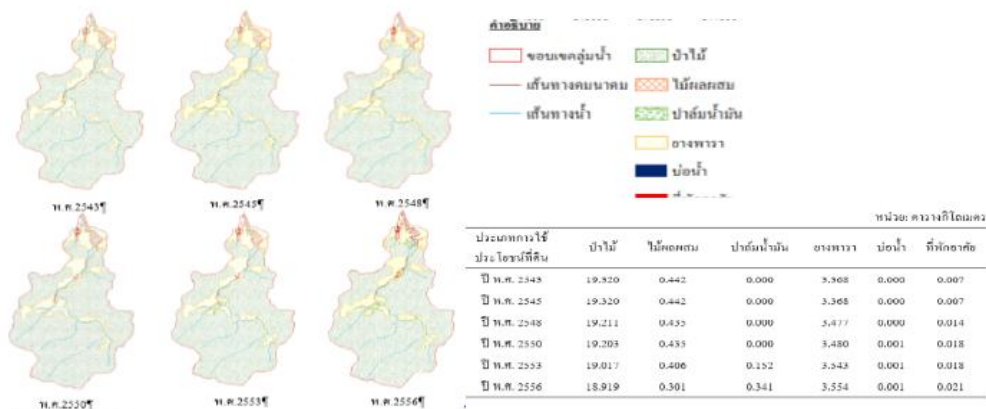 พ.ศ.2543¶ พ.ศ.2545¶ พ.ศ.2548¶
พ.ศ.2550¶ พ.ศ.2553¶ พ.ศ.2556¶
คำอธิบาย
ขอบเขตลุ่มน้ำ ป่าไม้
เส้นทางคมนาคม ไม้ผลผสม
เส้นทางน้ำ ปาล์มน้ำมัน
ยางพารา
บ่อน้ำ
หน่วย: ตารางกิโลเมตร
ประเภทการใช้ประโยชน์ที่ดิน ป่าไม้ ไม้ผลผสม ปาล์มน้ำมัน ยางพารา บ่อน้ำ ที่พักอาศัย
ปี พ.ศ. 2543 19.320 0.442 0.000 3.368 0.000 0.007
ปี พ.ศ. 2545 19.320 0.442 0.000 3.368 0.000 0.007
ปี พ.ศ. 2548 19.211 0.435 0.000 3.477 0.000 0.014
ปี พ.ศ. 2550 19.203 0.435 0.000 3.480 0.001 0.018
ปี พ.ศ. 2553 19.017 0.406 0.152 3.543 0.001 0.018
ปี พ.ศ. 2556 18.919 0.301 0.341 3.554 0.001 0.021